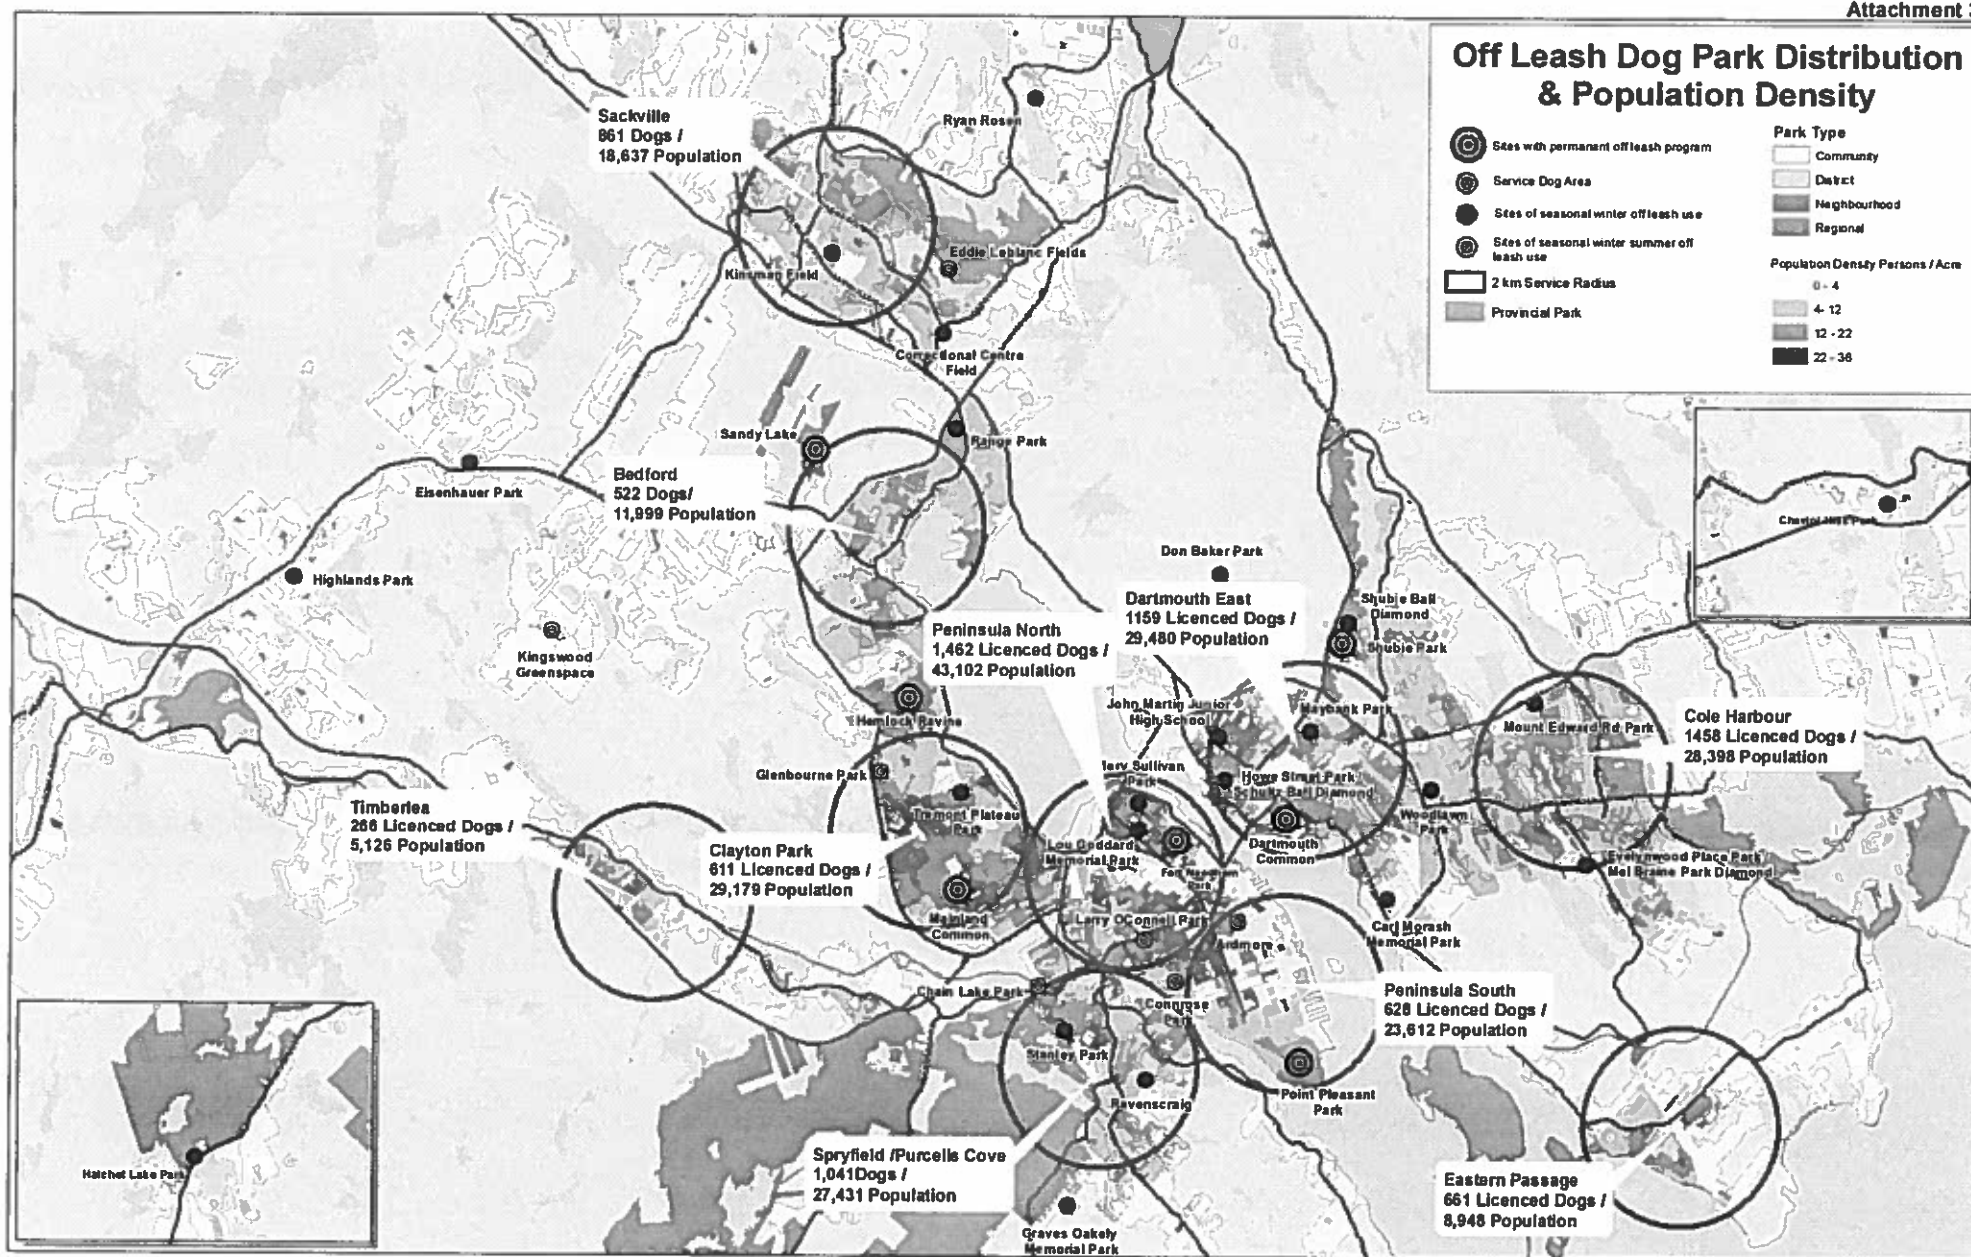 Attachment
Off Leash Dog Park Distribution
& Population Density
Sites with permanant off leash program
Service Dog Area
Sites of seasonal winter off leash use
Sites of seasonal winter summer off
leash use
2 km Service Radius
Provincial Park
Park Type
Community
District
Neighbourhood
Regional
Population Density Persons / Acre
0 - 4
4- 12
12 - 22
22 - 36
Sackville
861 Dogs /
18,637 Population
Ryan Rosen
Kinsman Field
Eddie Leblanc Fields
Correctional Centre
Field
Sandy Lake
Range Park
Eisenhauer Park
Bedford
522 Dogs/
11,999 Population
Highlands Park
Kingswood
Greenspace
Don Baker Park
Dartmouth East
1159 Licenced Dogs /
29,480 Population
Peninsula North
1,462 Licenced Dogs /
43,102 Population
Shubie Ball
Diamond
Shubie Park
Hemlock Ravine
John Martin Junior
High School
Maybank Park
Mount Edward Rd Park
Cole Harbour
1458 Licenced Dogs /
28,398 Population
Glenbourne Park
Merv Sullivan
Park
Howe Street Park
Schultz Ball Diamond
Timberlea
266 Licenced Dogs /
5,126 Population
Tremont Plateau
Park
Woodlawn
Park
Clayton Park
611 Licenced Dogs /
29,179 Population
Lou Goddard
Memorial Park
Dartmouth
Common
Fort Needham
Park
Evelynwood Place Park
Mel Braine Park Diamond
Mainland
Common
Larry OConnell Park
Ardmore
Carl Morash
Memorial Park
Chain Lake Park
Connrose
Park
Peninsula South
628 Licenced Dogs /
23,612 Population
Stanley Park
Ravenscraig
Point Pleasant
Park
Spryfield /Purcells Cove
1,041Dogs /
27,431 Population
Eastern Passage
661 Licenced Dogs /
8,948 Population
Graves Oakely
Memorial Park
Hatchet Lake Park